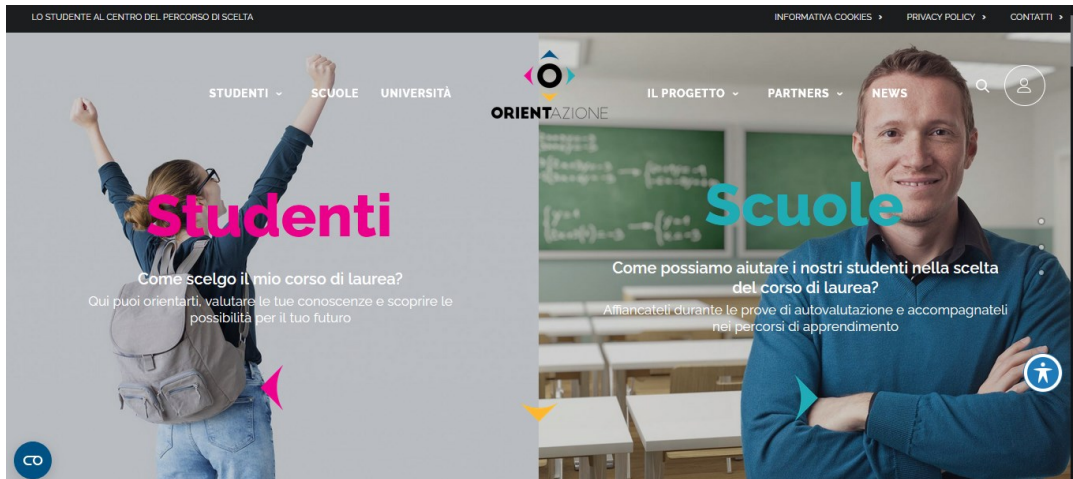 LO STUDENTE AL CENTRO DEL PERCORSO DI SCELTA
INFORMATIVA COOKIES
PRIVACY POLICY
CONTATTI
STUDENTI
SCUOLE
UNIVERSITÀ
ORIENTAZIONE
IL PROGETTO
PARTNERS
NEWS
Studenti
Come scelgo il mio corso di laurea?
Qui puoi orientarti, valutare le tue conoscenze e scoprire le
possibilità per il tuo futuro
Scuole
Come possiamo aiutare i nostri studenti nella scelta
del corso di laurea?
Affiancateli durante le prove di autovalutazione e accompagnateli
nei percorsi di apprendimento